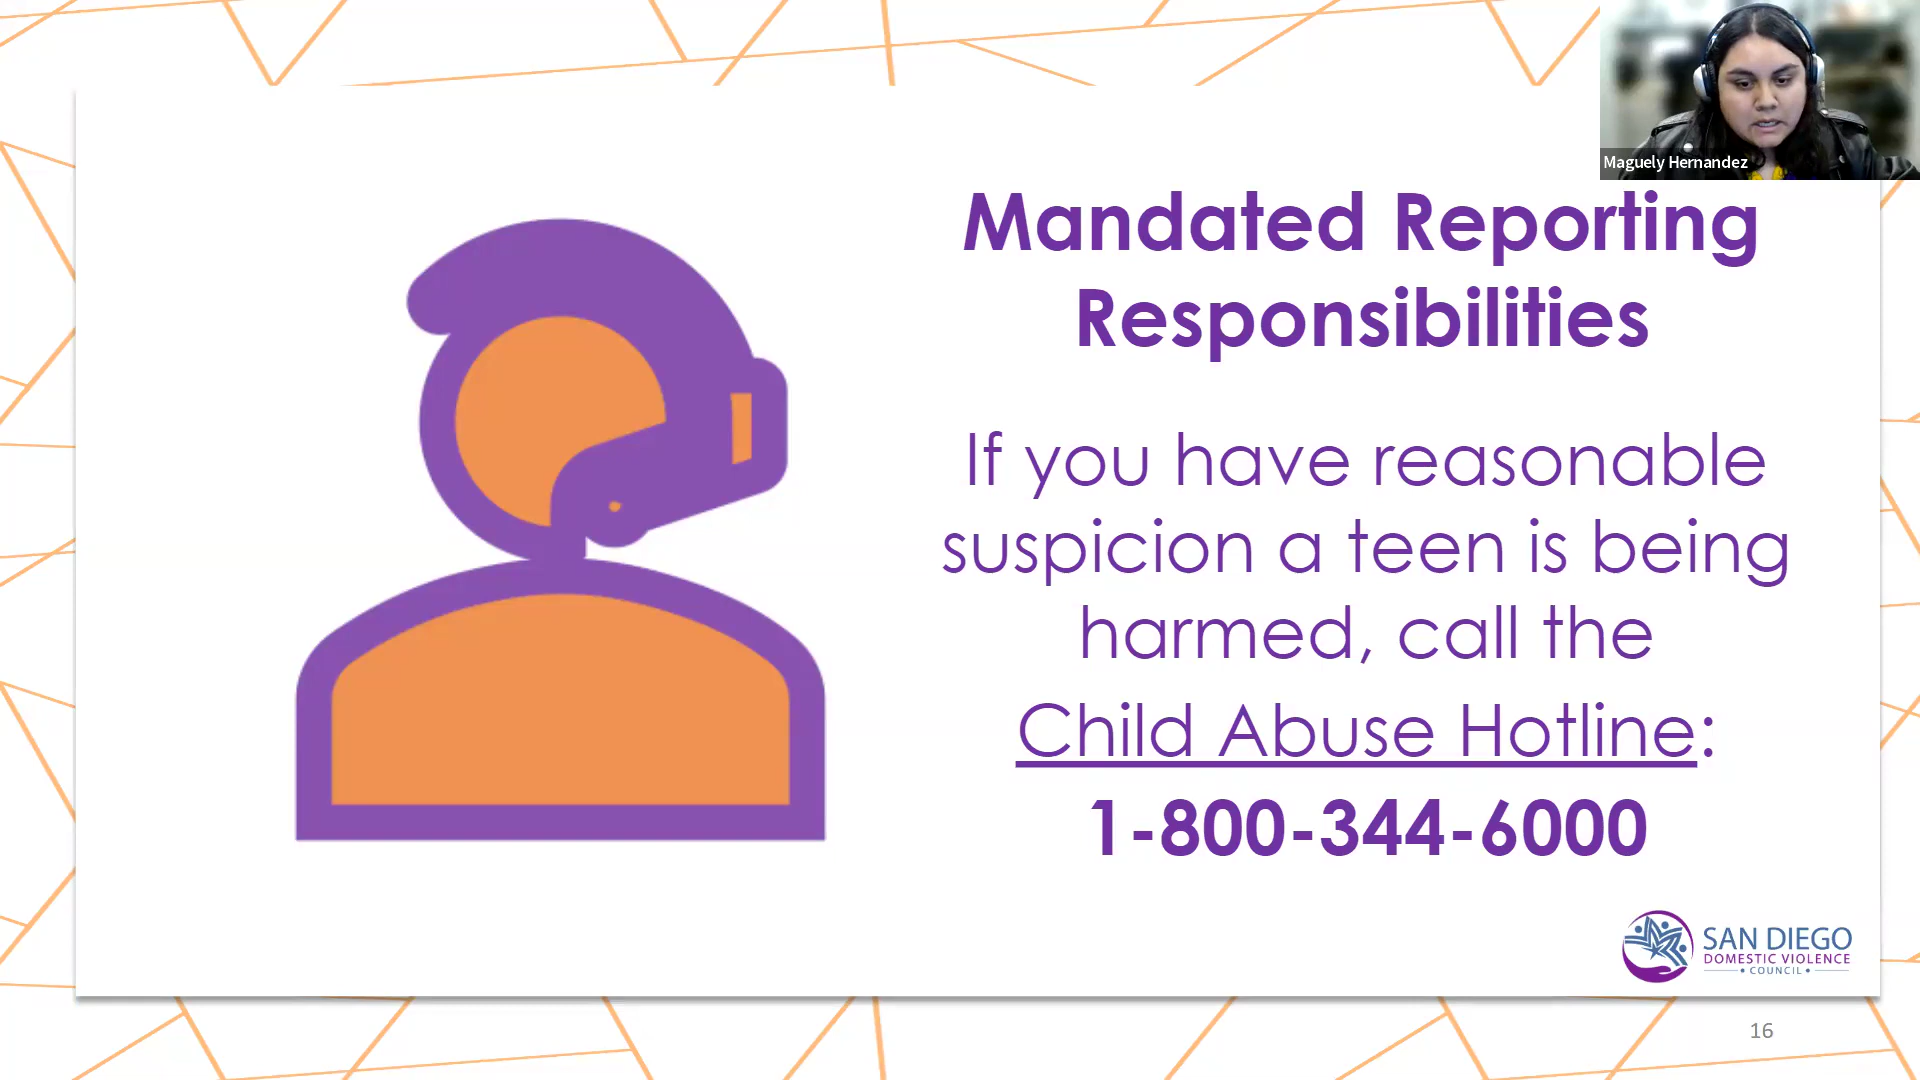 Maguely Hernandez
Mandated Reporting
Responsibilities
If you have reasonable
suspicion a teen is being
harmed, call the
Child Abuse Hotline:
1-800-344-6000
SAN DIEGO
DOMESTIC VIOLENCE
COUNCIL
16